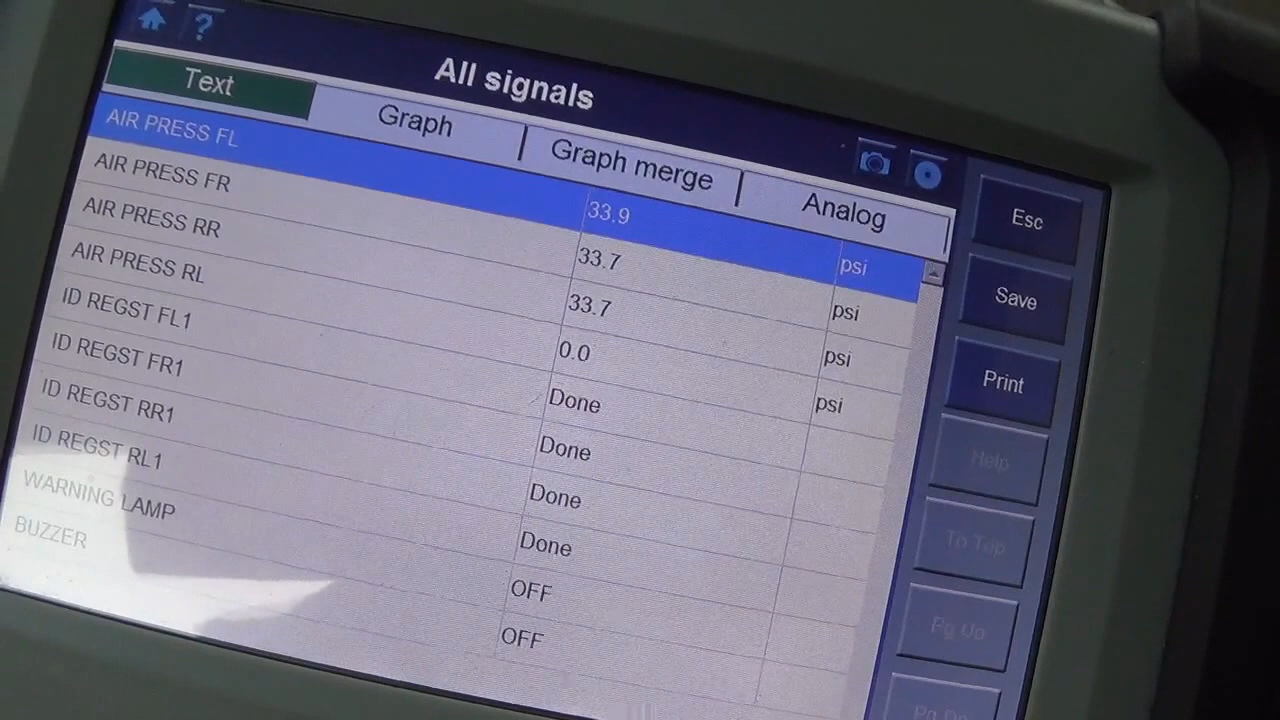 ?
All signals
Text Graph Graph merge Analog
AIR PRESS FL 33.9 psi
AIR PRESS FR 33.7 psi
AIR PRESS RR 33.7 psi
AIR PRESS RL 0.0 psi
ID REGST FL1 Done
ID REGST FR1 Done
ID REGST RR1 Done
ID REGST RL1 Done
WARNING LAMP OFF
BUZZER OFF
Esc
Save
Print
Help
To Top
Pg Up
Pg Dn